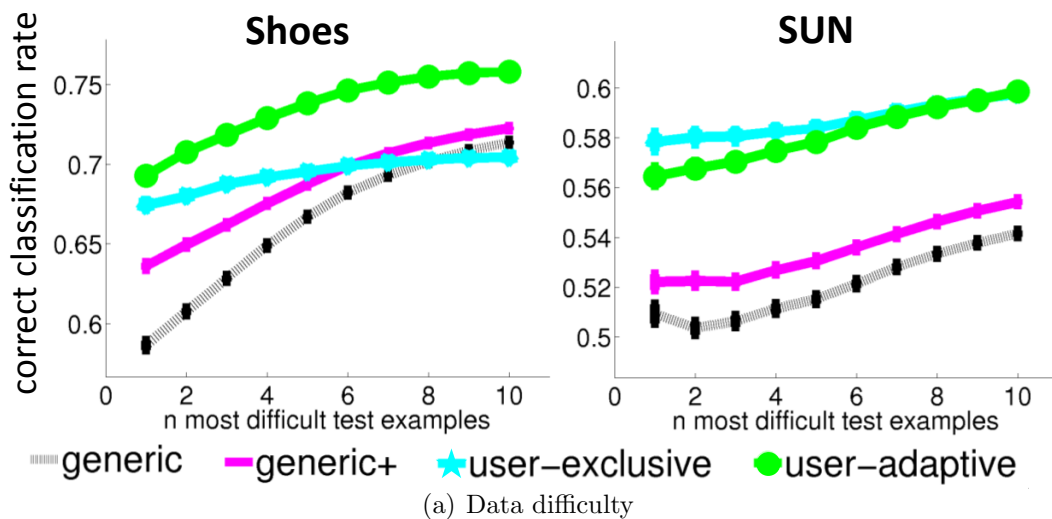 Shoes
SUN
correct classification rate
0.75
0.7
0.65
0.6
0 2 4 6 8 10
n most difficult test examples
0.6
0.58
0.56
0.54
0.52
0.5
0 2 4 6 8 10
n most difficult test examples
generic generic+ user-exclusive user-adaptive
(a) Data difficulty